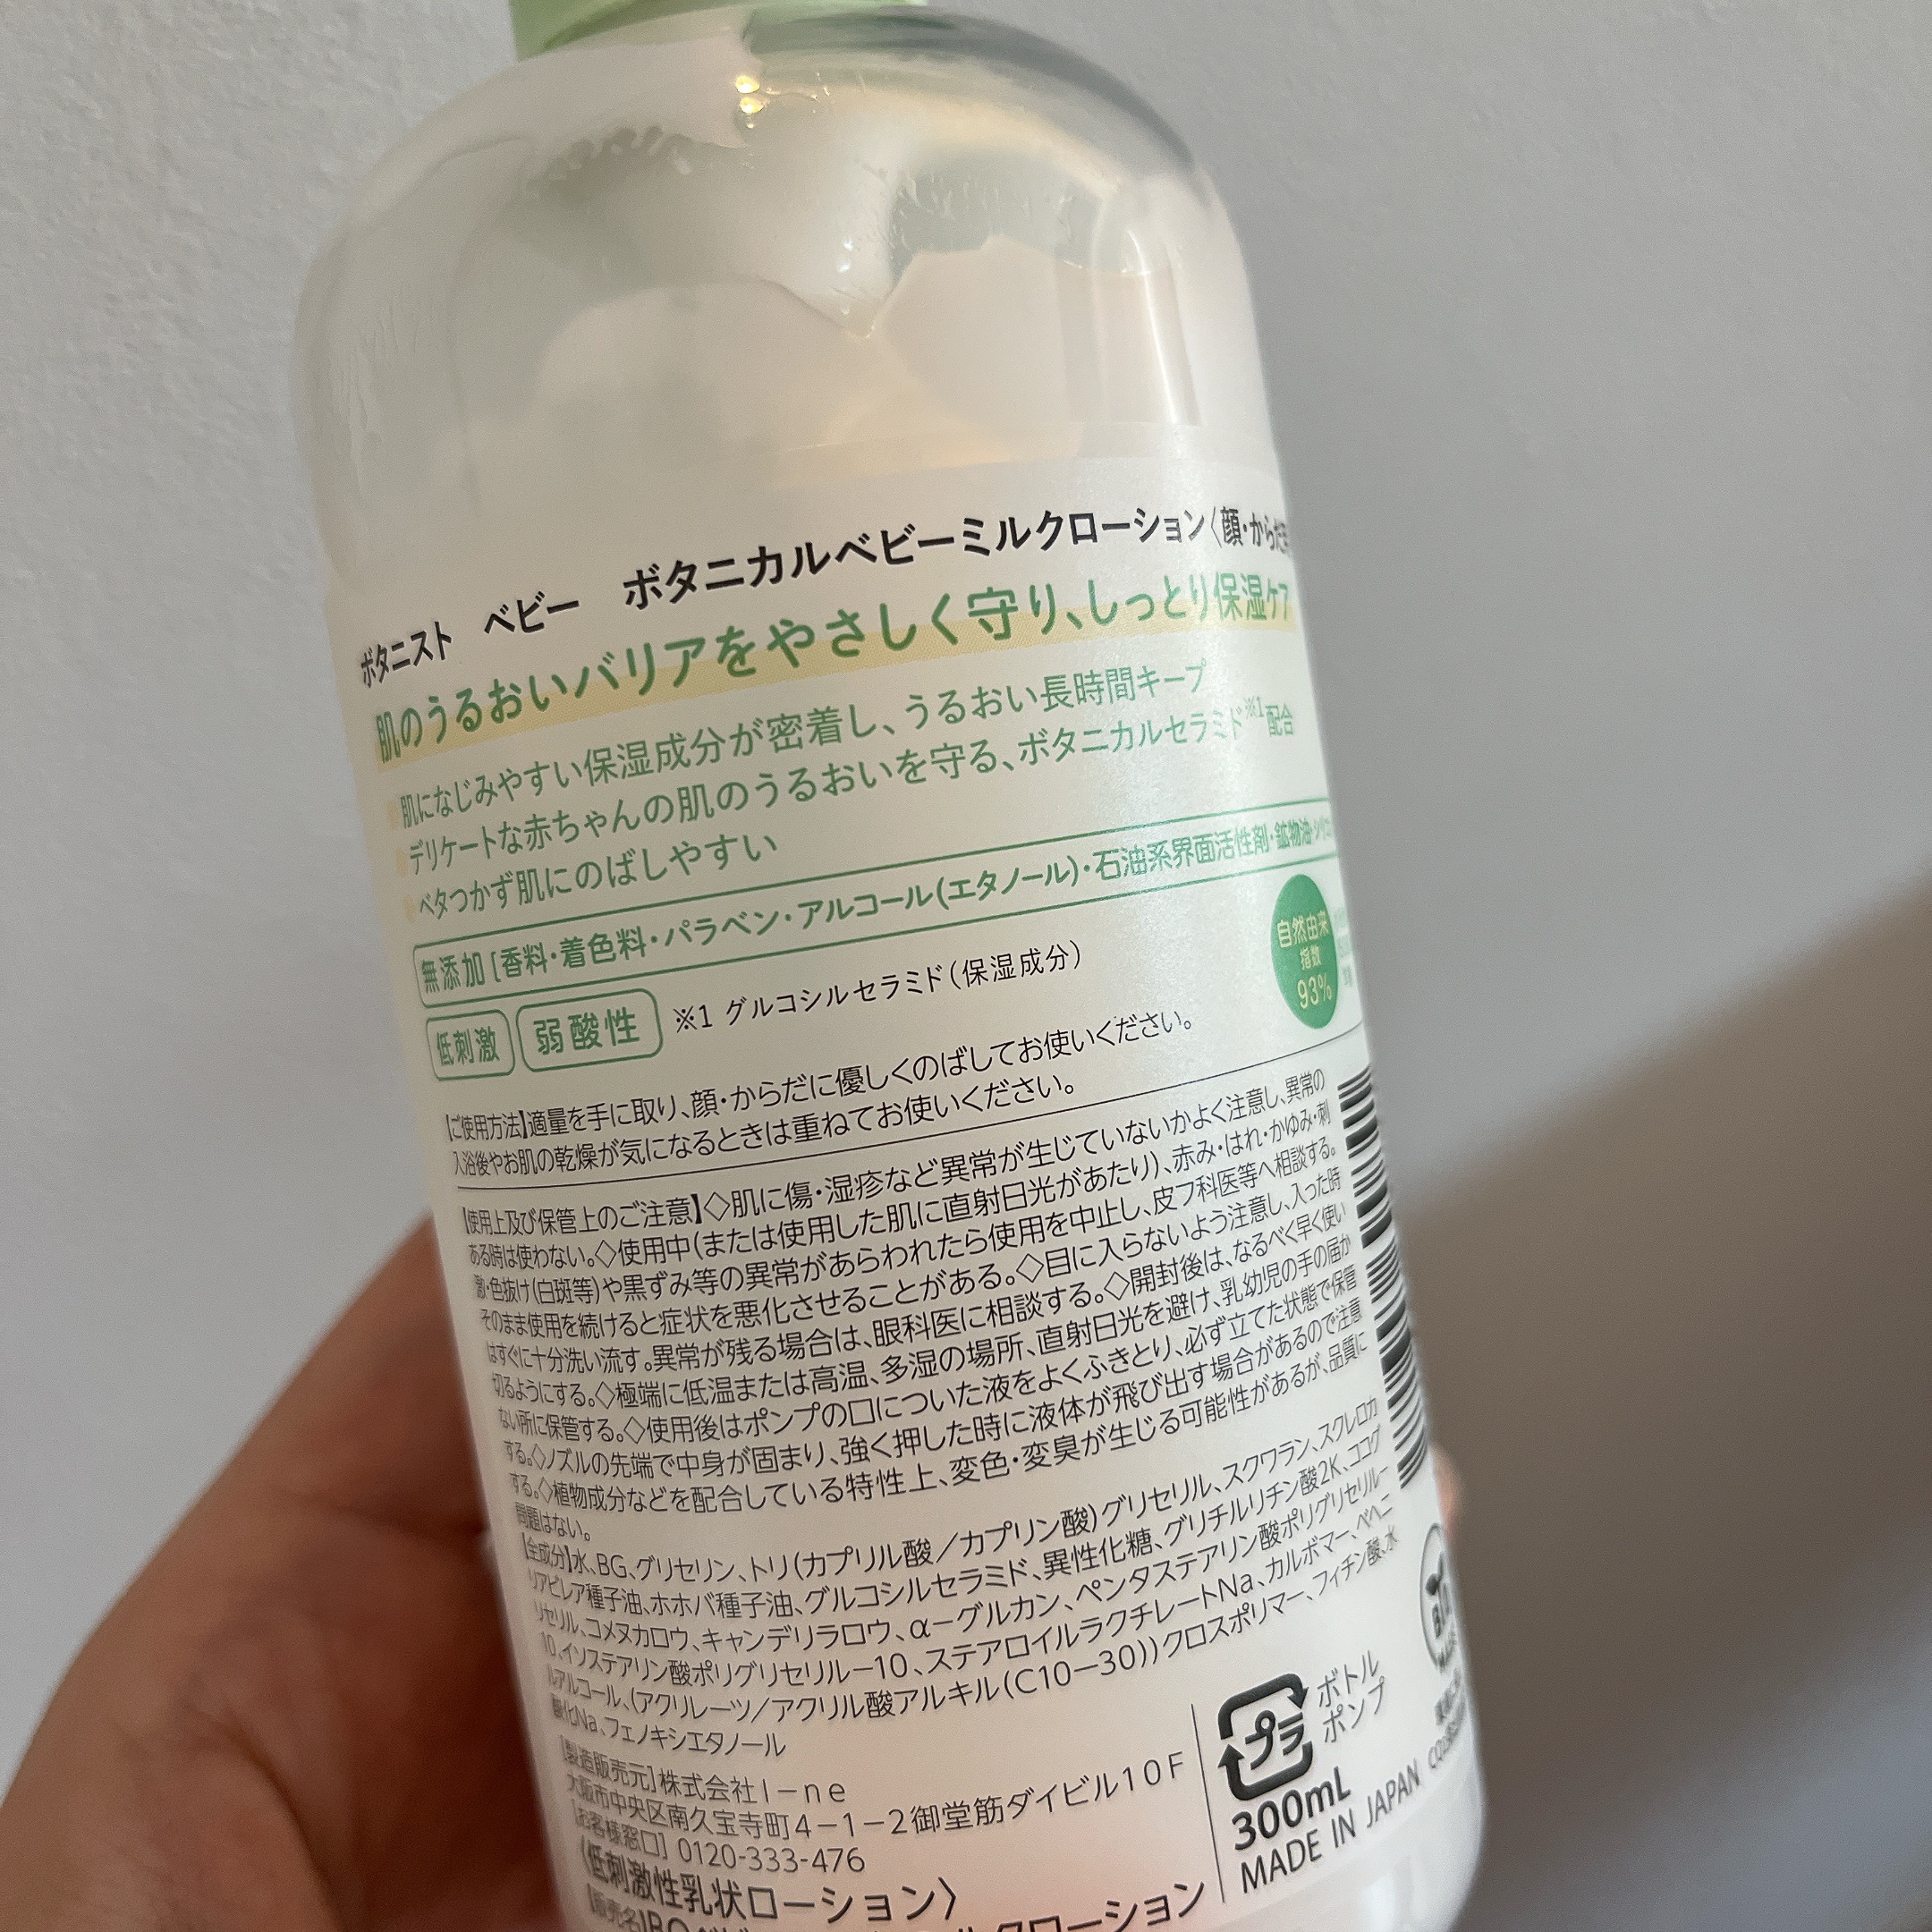 ボタニスト ベビー ボタニカルベビーミルクローション〈顔・からだ
肌のうるおいバリアをやさしく守り、しっとり保湿ケア
肌になじみやすい保湿成分が密着し、うるおい長時間キープ
デリケートな赤ちゃんの肌のうるおいを守る、ボタニカルセラミド※1配合
ベタつかず肌にのばしやすい
無添加[香料・着色料・パラベン・アルコール(エタノール)・石油系界面活性剤・鉱物油・
低刺激 弱酸性 ※1 グルコシルセラミド(保湿成分)
自然由来
指数
93%
【ご使用方法】適量を手に取り、顔・からだに優しくのばしてお使いください。
入浴後やお肌の乾燥が気になるときは重ねてお使いください。
【使用上及び保管上のご注意】◇肌に傷・湿疹など異常が生じていないかよく注意し、異常の
ある時は使わない。◇使用中(または使用した肌に直射日光があたり)、赤み・はれ・かゆみ・刺
激・色抜け(白斑等)や黒ずみ等の異常があらわれたら使用を中止し、皮フ科医等へ相談する。
そのまま使用を続けると症状を悪化させることがある。◇目に入らないよう注意し、入った時
はすぐに十分洗い流す。異常が残る場合は、眼科医に相談する。◇開封後は、なるべく早く使い
切るようにする。◇極端に低温または高温、多湿の場所、直射日光を避け、乳幼児の手の届か
ない所に保管する。◇使用後はポンプの口についた液をよくふきとり、必ず立てた状態で保管
する。◇ノズルの先端で中身が固まり、強く押した時に液体が飛び出す場合があるので注意
する。◇植物成分などを配合している特性上、変色・変臭が生じる可能性があるが、品質に
問題はない。
【全成分】水、BG、グリセリン、トリ(カプリル酸/カプリン酸)グリセリル、スクワラン、スクレロカ
リアビレア種子油、ホホバ種子油、グルコシルセラミド、異性化糖、グリチルリチン酸2K、ココグ
リセリル、コメヌカロウ、キャンデリラロウ、α-グルカン、ペンタステアリン酸ポリグリセリル-
10、イソステアリン酸ポリグリセリル-10、ステアロイルラクチレートNa、カルボマー、ベヘニ
ルアルコール、(アクリレーツ/アクリル酸アルキル(C10-30))クロスポリマー、フィチン酸、水
酸化Na、フェノキシエタノール
【製造販売元】株式会社I-ne
大阪市中央区南久宝寺町4-1-2御堂筋ダイビル10F
【お客様窓口】 0120-333-476
〈低刺激性乳状ローション〉
【販売名】
クローション
プラ
ボトル
ポンプ
300mL
MADE IN JAPAN